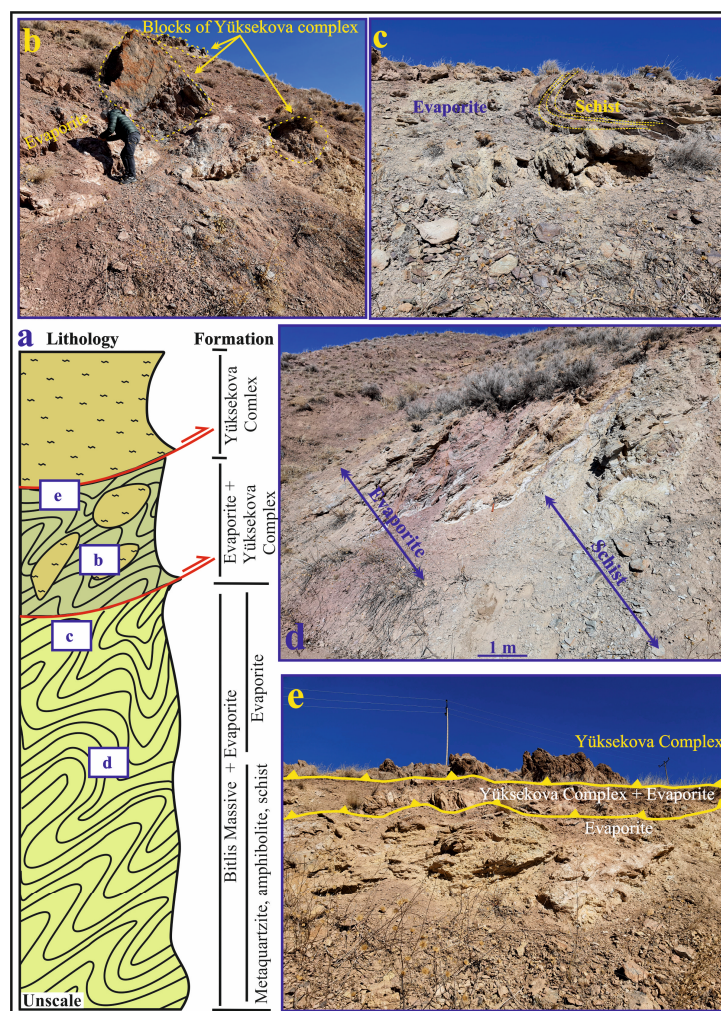 b
Blocks of Yüksekova complex
Evaporite
c
Evaporite
Schist
a
Lithology
Formation
e
b
c
d
Unscale
Yüksekova
Comlex
Evaporite +
Yüksekova
Complex
Bitlis Massive + Evaporite
Evaporite
Metaquartzite, amphibolite, schist
Evaporite
Schist
d
1 m
e
Yüksekova Complex
Yüksekova Complex + Evaporite
Evaporite